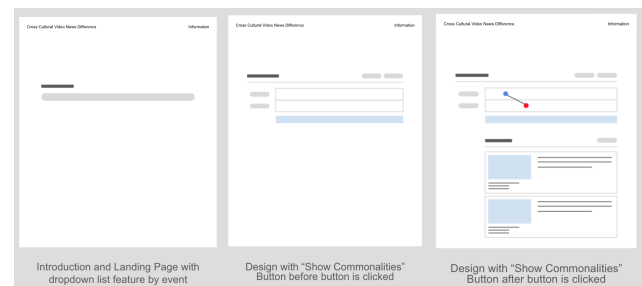 Cross Cultural Video News Difference
Information
Cross Cultural Video News Difference
Information
Cross Cultural Video News Difference
Information
Introduction and Landing Page with
dropdown list feature by event
Design with “Show Commonalities”
Button before button is clicked
Design with “Show Commonalities”
Button after button is clicked